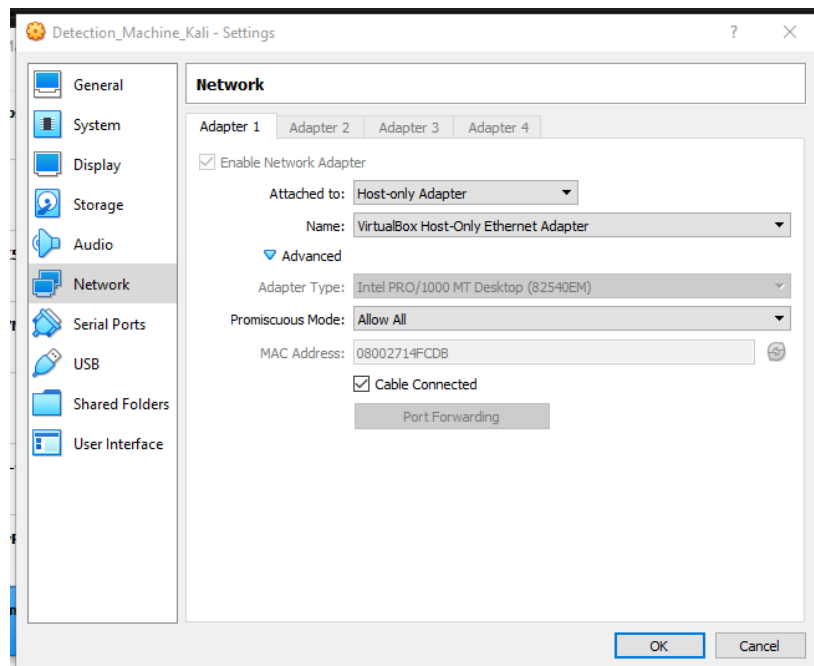 Detection_Machine_Kali - Settings ?
General
System
Display
Storage
Audio
Network
Serial Ports
USB
Shared Folders
User Interface
Network
Adapter 1 Adapter 2 Adapter 3 Adapter 4
Enable Network Adapter
Attached to: Host-only Adapter
Name: VirtualBox Host-Only Ethernet Adapter
Advanced
Adapter Type: Intel PRO/1000 MT Desktop (82540EM)
Promiscuous Mode: Allow All
MAC Address: 08002714FCDB
Cable Connected
Port Forwarding
OK Cancel